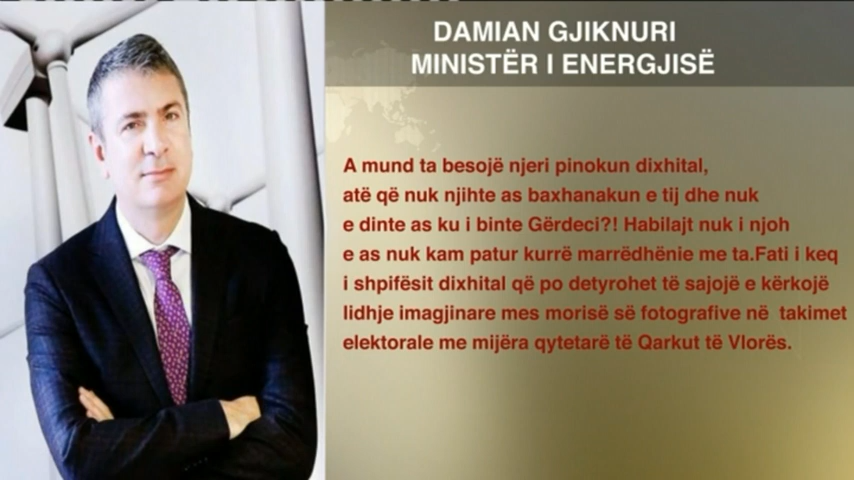 DAMIAN GJIKNURI
MINISTËR I ENERGJISË
A mund ta besojë njeri pinokun dixhital,
atë që nuk njihte as baxhanakun e tij dhe nuk
e dinte as ku i binte Gërdeci?! Habilajt nuk i njoh
e as nuk kam patur kurrë marrëdhënie me ta.Fati i keq
i shpifësit dixhital që po detyrohet të sajojë e kërkojë
lidhje imagjinare mes morisë së fotografive në takimet
elektorale me mijëra qytetarë të Qarkut të Vlorës.